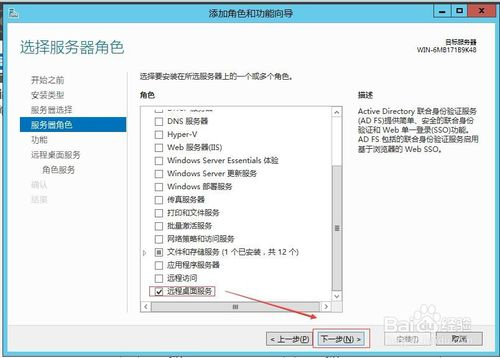 添加角色和功能向导
选择服务器角色
目标服务器
WIN-6MB171B9K48
开始之前
安装类型
服务器选择
服务器角色
功能
远程桌面服务
角色服务
确认
结果
选择要安装在所选服务器上的一个或多个角色。
角色
DNS 服务器
Hyper-V
Web 服务器(IIS)
Windows Server Essentials 体验
Windows Server 更新服务
Windows 部署服务
传真服务器
打印和文件服务
批量激活服务
网络策略和访问服务
文件和存储服务 (1 个已安装，共 12 个)
应用程序服务器
远程访问
远程桌面服务
描述
Active Directory 联合身份验证服务
(AD FS)提供简单、安全的联合身份
验证和 Web 单一登录(SSO)功能。
AD FS 包括的联合身份验证服务启用
基于浏览器的 Web SSO。
< 上一步(P)
下一步(N) >
安装(I)
取消
Baidu 经验